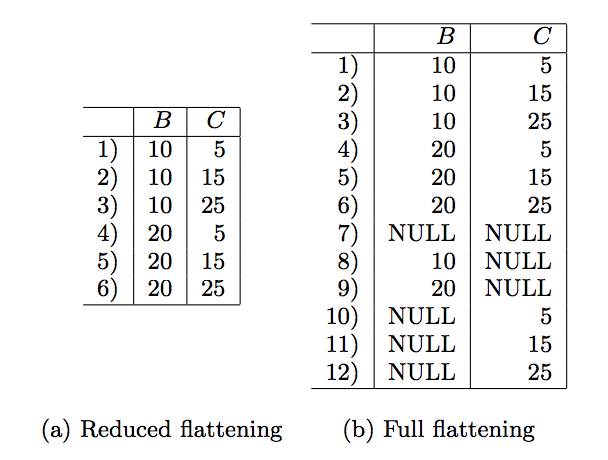 B C
1) 10 5
2) 10 15
3) 10 25
4) 20 5
5) 20 15
6) 20 25
(a) Reduced flattening
B C
1) 10 5
2) 10 15
3) 10 25
4) 20 5
5) 20 15
6) 20 25
7) NULL NULL
8) 10 NULL
9) 20 NULL
10) NULL 5
11) NULL 15
12) NULL 25
(b) Full flattening